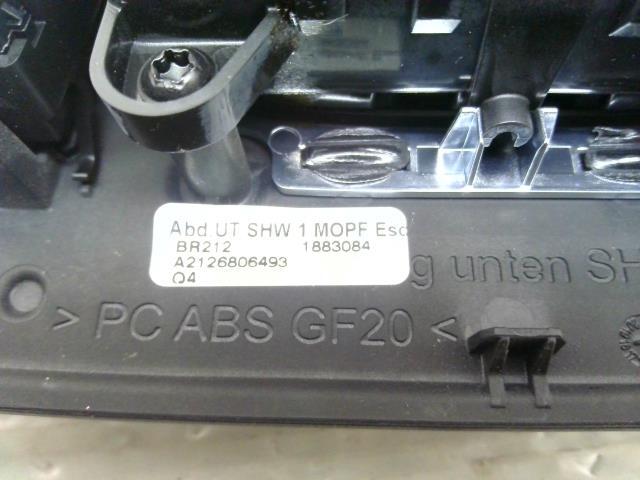 Abd UT SHW 1 MOPF Esc
BR212 1883084
A2126806493
Q4
g unten SH
> PC ABS GF20 <